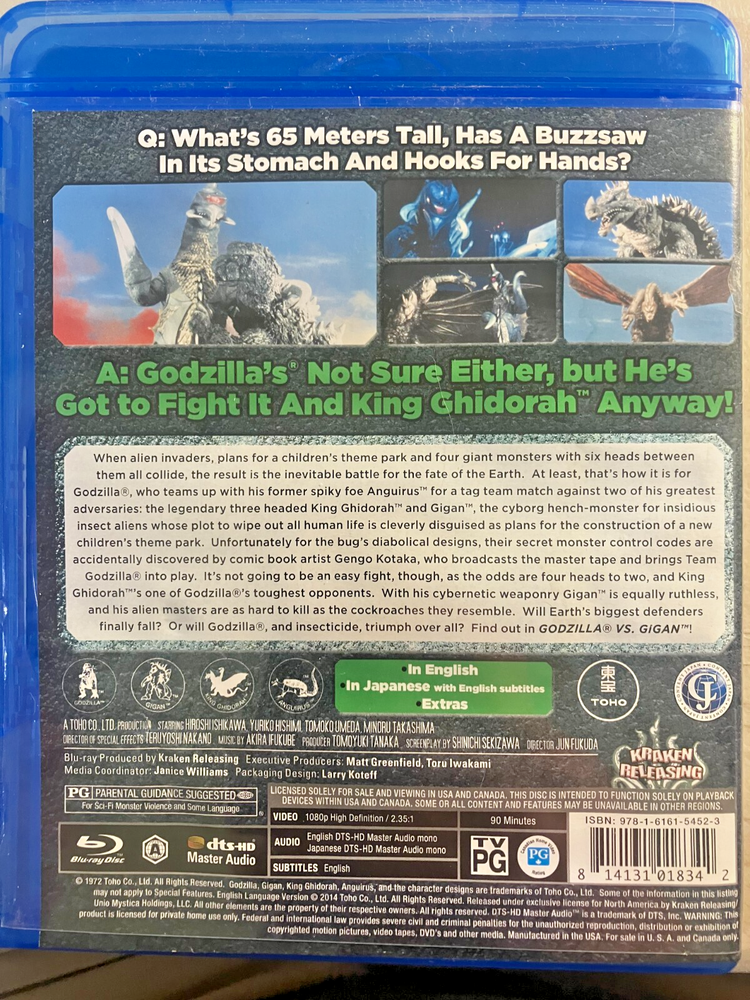 Q: What's 65 Meters Tall, Has A Buzzsaw
In Its Stomach And Hooks For Hands?
A: Godzilla's® Not Sure Either, but He's
Got to Fight It And King Ghidorah™ Anyway!
When alien invaders, plans for a children's theme park and four giant monsters with six heads between
them all collide, the result is the inevitable battle for the fate of the Earth. At least, that's how it is for
Godzilla®, who teams up with his former spiky foe Anguirus™ for a tag team match against two of his greatest
adversaries: the legendary three headed King Ghidorah™ and Gigan™, the cyborg hench-monster for insidious
insect aliens whose plot to wipe out all human life is cleverly disguised as plans for the construction of a new
children's theme park. Unfortunately for the bug's diabolical designs, their secret monster control codes are
accidentally discovered by comic book artist Gengo Kotaka, who broadcasts the master tape and brings Team
Godzilla® into play. It's not going to be an easy fight, though, as the odds are four heads to two, and King
Ghidorah™'s one of Godzilla®'s toughest opponents. With his cybernetic weaponry Gigan™ is equally ruthless,
and his alien masters are as hard to kill as the cockroaches they resemble. Will Earth's biggest defenders
finally fall? Or will Godzilla®, and insecticide, triumph over all? Find out in GODZILLA® VS. GIGAN™!
GODZILLA™
GIGAN™
KING GHIDORAH™
ANGUIRUS™
•In English
•In Japanese with English subtitles
•Extras
東宝
TOHO
A TOHO CO., LTD. PRODUCTION STARRING HIROSHI ISHIKAWA, YURIKO HISHIMI, TOMOKO UMEDA, MINORU TAKASHIMA
DIRECTOR OF SPECIAL EFFECTS TERUYOSHI NAKANO MUSIC BY AKIRA IFUKUBE PRODUCER TOMOYUKI TANAKA SCREENPLAY BY SHINICHI SEKIZAWA DIRECTOR JUN FUKUDA
Blu-ray Produced by Kraken Releasing Executive Producers: Matt Greenfield, Toru Iwakami
Media Coordinator: Janice Williams Packaging Design: Larry Koteff
KRAKEN
RELEASING
PG PARENTAL GUIDANCE SUGGESTED
For Sci-Fi Monster Violence and Some Language
LICENSED SOLELY FOR SALE AND VIEWING IN USA AND CANADA. THIS DISC IS INTENDED TO FUNCTION SOLELY ON PLAYBACK
DEVICES WITHIN USA AND CANADA. SOME OR ALL CONTENT AND FEATURES MAY BE UNAVAILABLE IN OTHER REGIONS.
Blu-ray Disc
A
dts-HD
Master Audio
VIDEO 1080p High Definition / 2.35:1
90 Minutes
AUDIO English DTS-HD Master Audio mono
Japanese DTS-HD Master Audio mono
SUBTITLES English
TV
PG
Canadian Home Video
PG
Rated
ISBN: 978-1-6161-5452-3
8 14131 01834 2
© 1972 Toho Co., Ltd. All Rights Reserved. Godzilla, Gigan, King Ghidorah, Anguirus, and the character designs are trademarks of Toho Co., Ltd. Some of the information in this listing
may not apply to Special Features. English Language Version © 2014 Toho Co., Ltd. All Rights Reserved. Released under exclusive license for North America by Kraken Releasing/
Unio Mystica Holdings, LLC. All other elements are the property of their respective owners. All rights reserved. DTS-HD Master Audio™ is a trademark of DTS, Inc. WARNING: This
product is licensed for private home use only. Federal and international law provides severe civil and criminal penalties for the unauthorized reproduction, distribution or exhibition of
copyrighted motion pictures, video tapes, DVD's and other media. Manufactured in the USA. For sale in U. S. A. and Canada only.